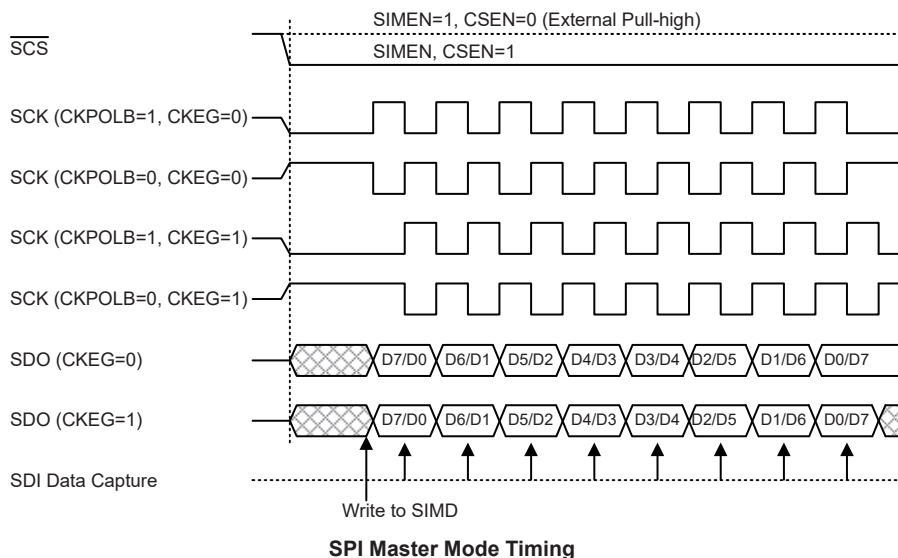 SIMEN=1, CSEN=0 (External Pull-high)
SCS
SIMEN, CSEN=1
SCK (CKPOLB=1, CKEG=0)
SCK (CKPOLB=0, CKEG=0)
SCK (CKPOLB=1, CKEG=1)
SCK (CKPOLB=0, CKEG=1)
SDO (CKEG=0) D7/D0 D6/D1 D5/D2 D4/D3 D3/D4 D2/D5 D1/D6 D0/D7
SDO (CKEG=1) D7/D0 D6/D1 D5/D2 D4/D3 D3/D4 D2/D5 D1/D6 D0/D7
SDI Data Capture
Write to SIMD
SPI Master Mode Timing